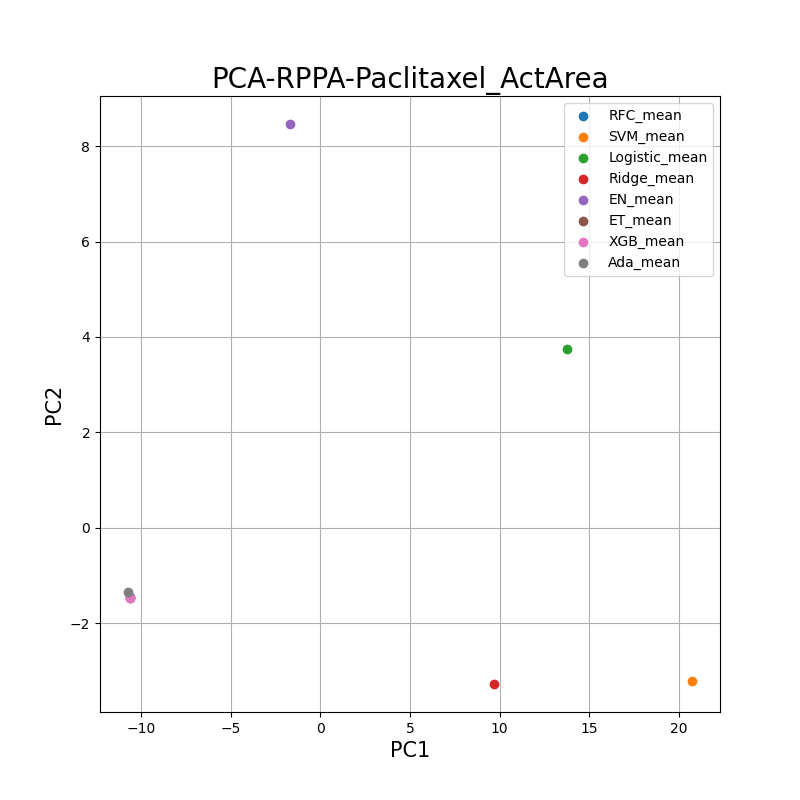 PCA-RPPA-Paclitaxel_ActArea
RFC_mean
SVM_mean
Logistic_mean
Ridge_mean
EN_mean
ET_mean
XGB_mean
Ada_mean
8
6
4
2
0
−2
PC2
−10 −5 0 5 10 15 20
PC1